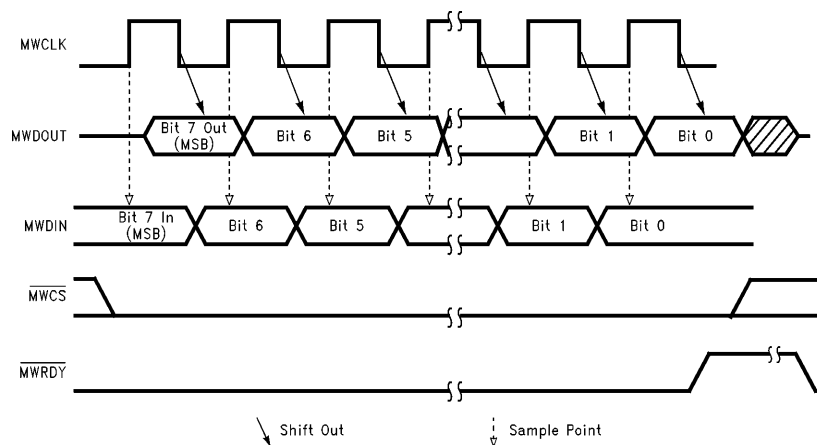 MWCLK
MWDOUT
Bit 7 Out
(MSB)
Bit 6
Bit 5
Bit 1
Bit 0
MWDIN
Bit 7 In
(MSB)
Bit 6
Bit 5
Bit 1
Bit 0
MWCS
MWRDY
Shift Out
Sample Point